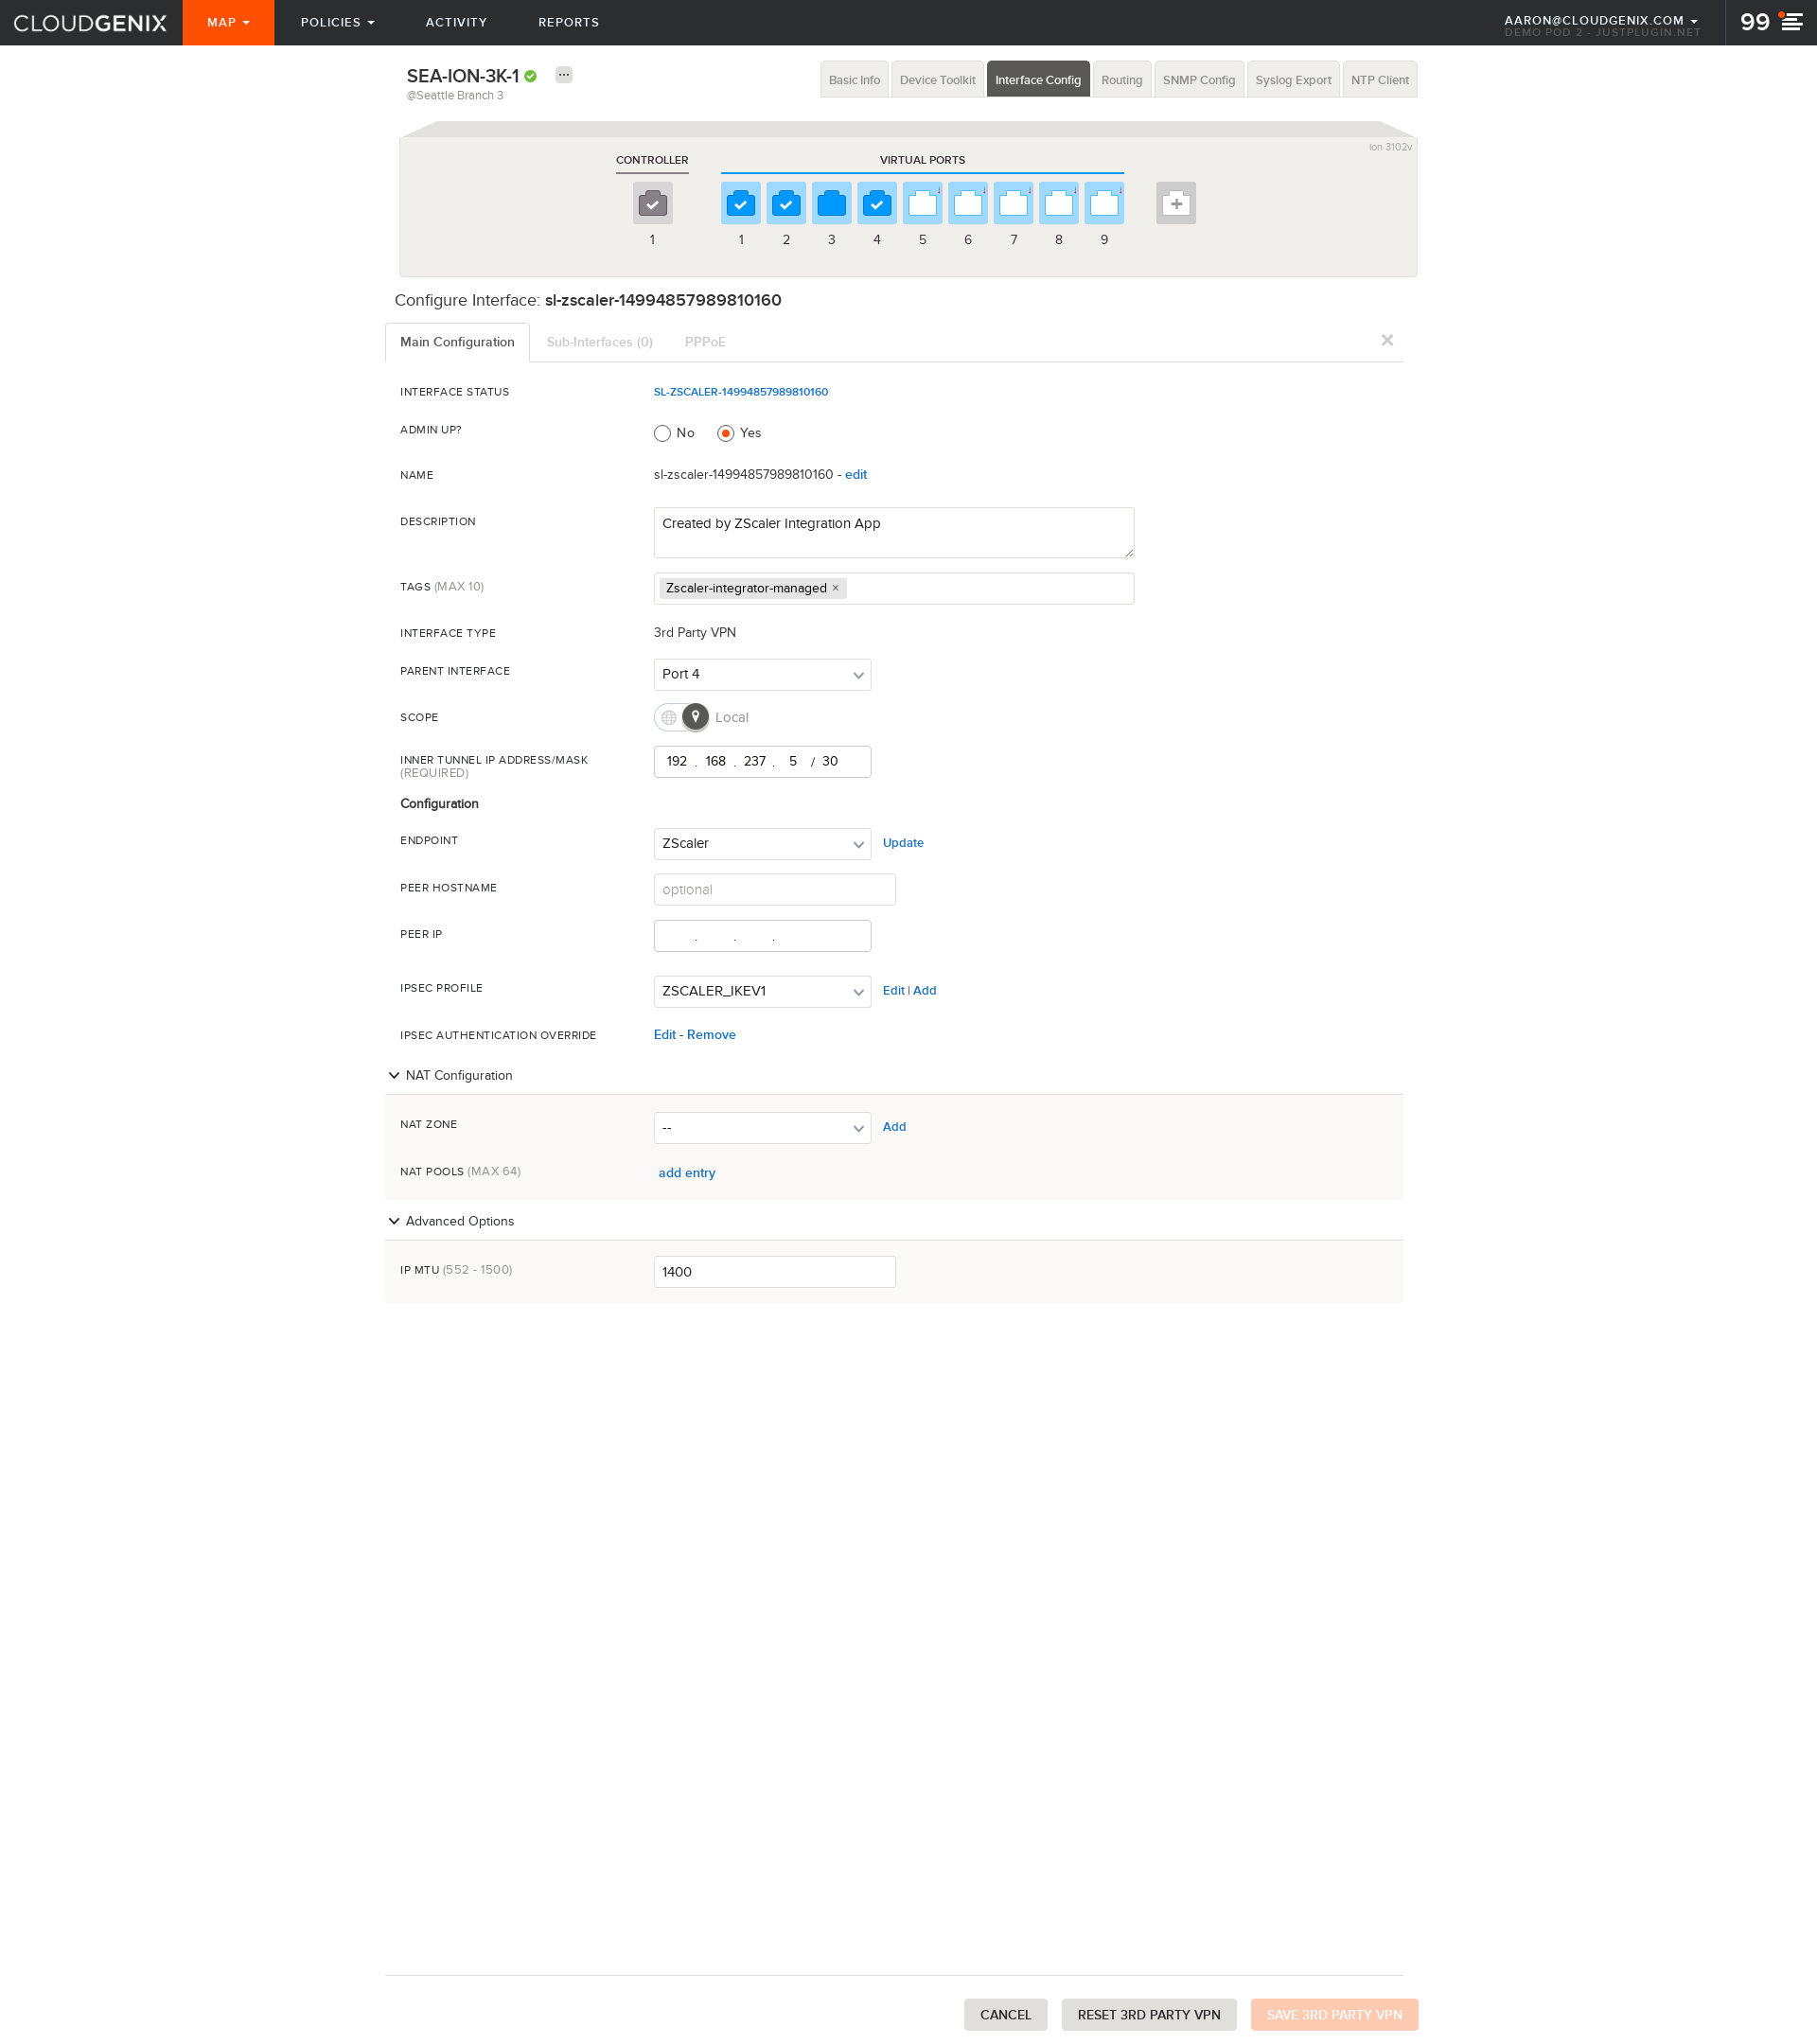 CLOUDGENIX MAP POLICIES ACTIVITY REPORTS AARON@CLOUDGENIX.COM 99
DEMO POD 2 - JUSTPLUGIN.NET
SEA-ION-3K-1 Basic Info Device Toolkit Interface Config Routing SNMP Config Syslog Export NTP Client
@Seattle Branch 3
ion 3102v
CONTROLLER VIRTUAL PORTS
1 1 2 3 4 5 6 7 8 9
Configure Interface: sl-zscaler-14994857989810160
Main Configuration Sub-Interfaces (0) PPPoE ×
INTERFACE STATUS SL-ZSCALER-14994857989810160
ADMIN UP? No Yes
NAME sl-zscaler-14994857989810160 - edit
DESCRIPTION Created by ZScaler Integration App
TAGS (MAX 10) Zscaler-integrator-managed ×
INTERFACE TYPE 3rd Party VPN
PARENT INTERFACE Port 4
SCOPE Local
INNER TUNNEL IP ADDRESS/MASK 192 . 168 . 237 . 5 / 30
(REQUIRED)
Configuration
ENDPOINT ZScaler Update
PEER HOSTNAME optional
PEER IP . . .
IPSEC PROFILE ZSCALER_IKEV1 Edit | Add
IPSEC AUTHENTICATION OVERRIDE Edit - Remove
NAT Configuration
NAT ZONE -- Add
NAT POOLS (MAX 64) add entry
Advanced Options
IP MTU (552 - 1500) 1400
CANCEL RESET 3RD PARTY VPN SAVE 3RD PARTY VPN